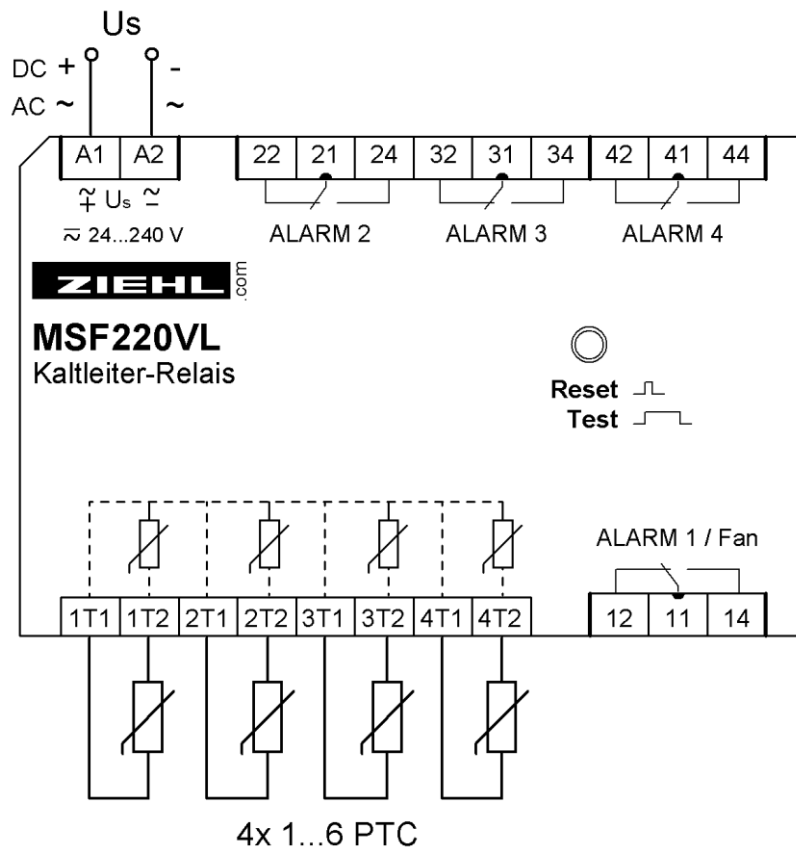 Us
DC + -
AC ~ ~
A1 A2 22 21 24 32 31 34 42 41 44
≂ + Us ≂ -
≂ 24...240 V ALARM 2 ALARM 3 ALARM 4
ZIEHL .com
MSF220VL
Kaltleiter-Relais
Reset
Test
ALARM 1 / Fan
1T1 1T2 2T1 2T2 3T1 3T2 4T1 4T2 12 11 14
4x 1...6 PTC